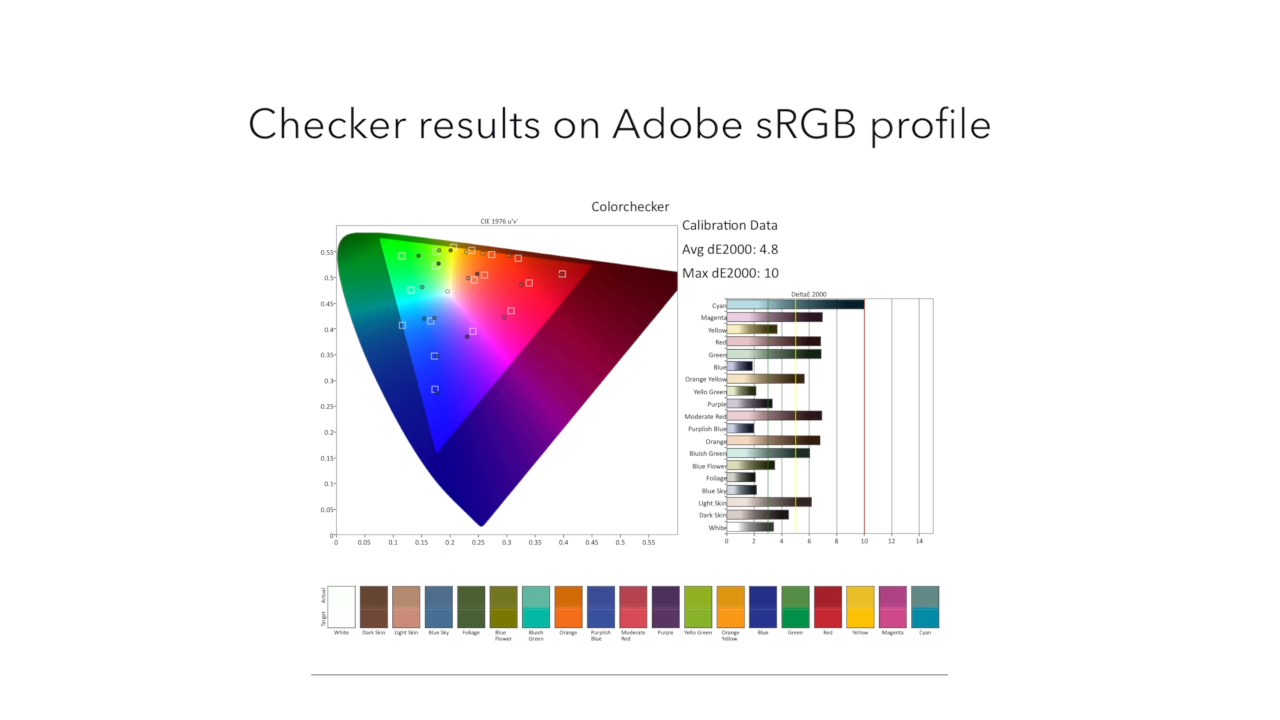 Checker results on Adobe sRGB profile
Colorchecker
CIE 1976 u'v'
Calibration Data
Avg dE2000: 4.8
Max dE2000: 10
0.55
0.5
0.45
0.4
0.35
0.3
0.25
0.2
0.15
0.1
0.05
0
0 0.05 0.1 0.15 0.2 0.25 0.3 0.35 0.4 0.45 0.5 0.55
DeltaE 2000
Cyan
Magenta
Yellow
Red
Green
Blue
Orange Yellow
Yello Green
Purple
Moderate Red
Purplish Blue
Orange
Bluish Green
Blue Flower
Foliage
Blue Sky
Light Skin
Dark Skin
White
0 2 4 6 8 10 12 14
Actual
Target
White Dark Skin Light Skin Blue Sky Foliage Blue Bluish Orange Purplish Moderate Purple Yello Green Orange Blue Green Red Yellow Magenta Cyan
Flower Green Blue Red Yellow